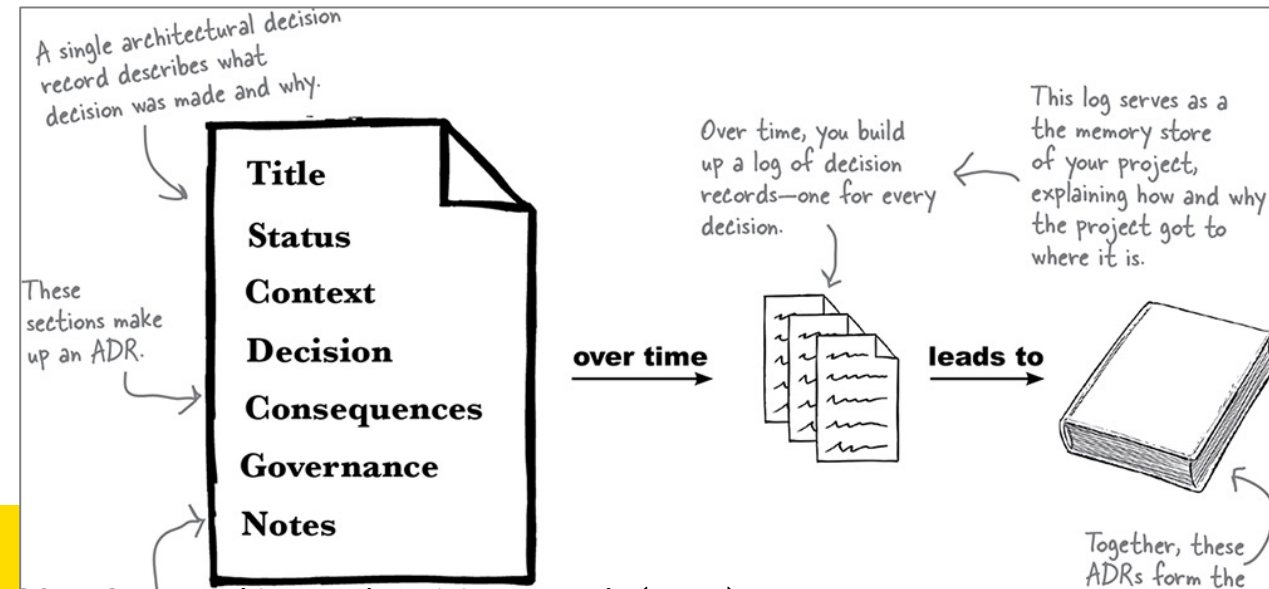 A single architectural decision
record describes what
decision was made and why.
Title
Status
Context
Decision
Consequences
Governance
Notes
These
sections make
up an ADR.
over time
Over time, you build
up a log of decision
records—one for every
decision.
leads to
This log serves as a
the memory store
of your project,
explaining how and why
the project got to
where it is.
Together, these
ADRs form the